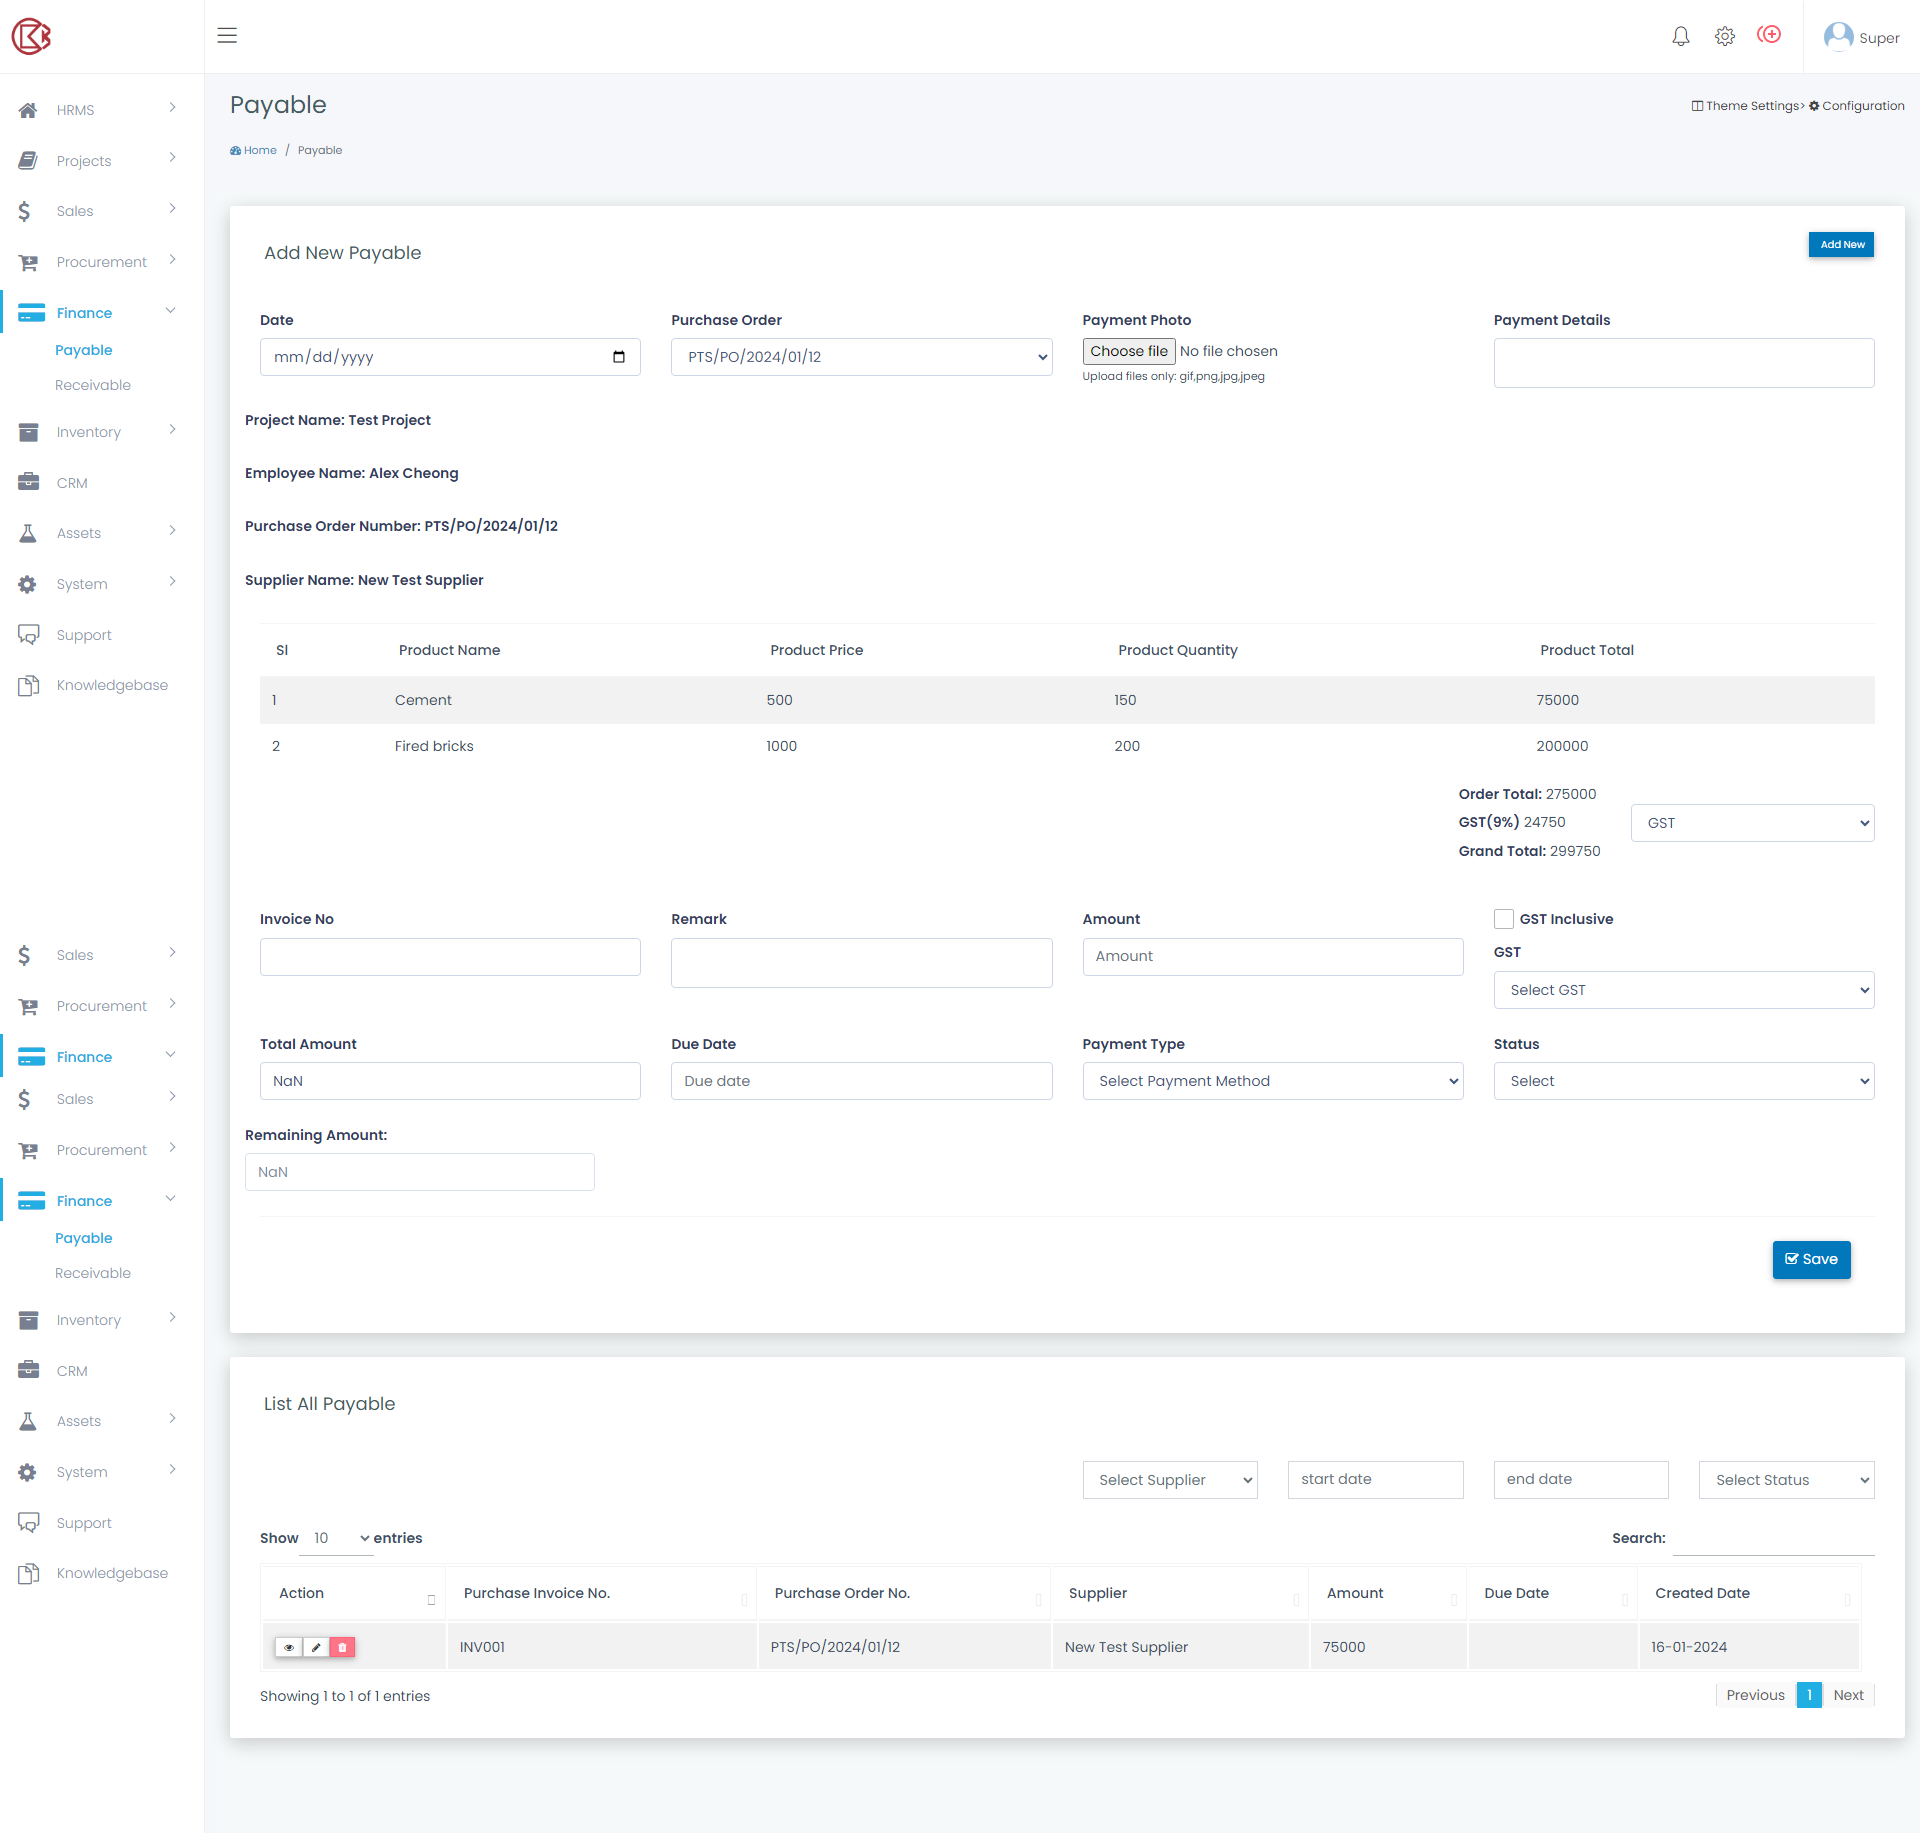 Super
HRMS
Projects
Sales
Procurement
Finance
Payable
Receivable
Inventory
CRM
Assets
System
Support
Knowledgebase
Sales
Procurement
Finance
Sales
Procurement
Finance
Payable
Receivable
Inventory
CRM
Assets
System
Support
Knowledgebase
Payable
Theme Settings> Configuration
Home / Payable
Add New Payable
Add New
Date
Purchase Order
Payment Photo
Payment Details
mm/dd/yyyy
PTS/PO/2024/01/12
Choose file No file chosen
Upload files only: gif,png,jpg,jpeg
Project Name: Test Project
Employee Name: Alex Cheong
Purchase Order Number: PTS/PO/2024/01/12
Supplier Name: New Test Supplier
Sl Product Name Product Price Product Quantity Product Total
1 Cement 500 150 75000
2 Fired bricks 1000 200 200000
Order Total: 275000
GST(9%) 24750
Grand Total: 299750
GST
Invoice No
Remark
Amount
GST Inclusive
Amount
GST
Select GST
Total Amount
Due Date
Payment Type
Status
NaN
Due date
Select Payment Method
Select
Remaining Amount:
NaN
Save
List All Payable
Select Supplier
start date
end date
Select Status
Show 10 entries
Search:
Action Purchase Invoice No. Purchase Order No. Supplier Amount Due Date Created Date
INV001 PTS/PO/2024/01/12 New Test Supplier 75000 16-01-2024
Showing 1 to 1 of 1 entries
Previous 1 Next